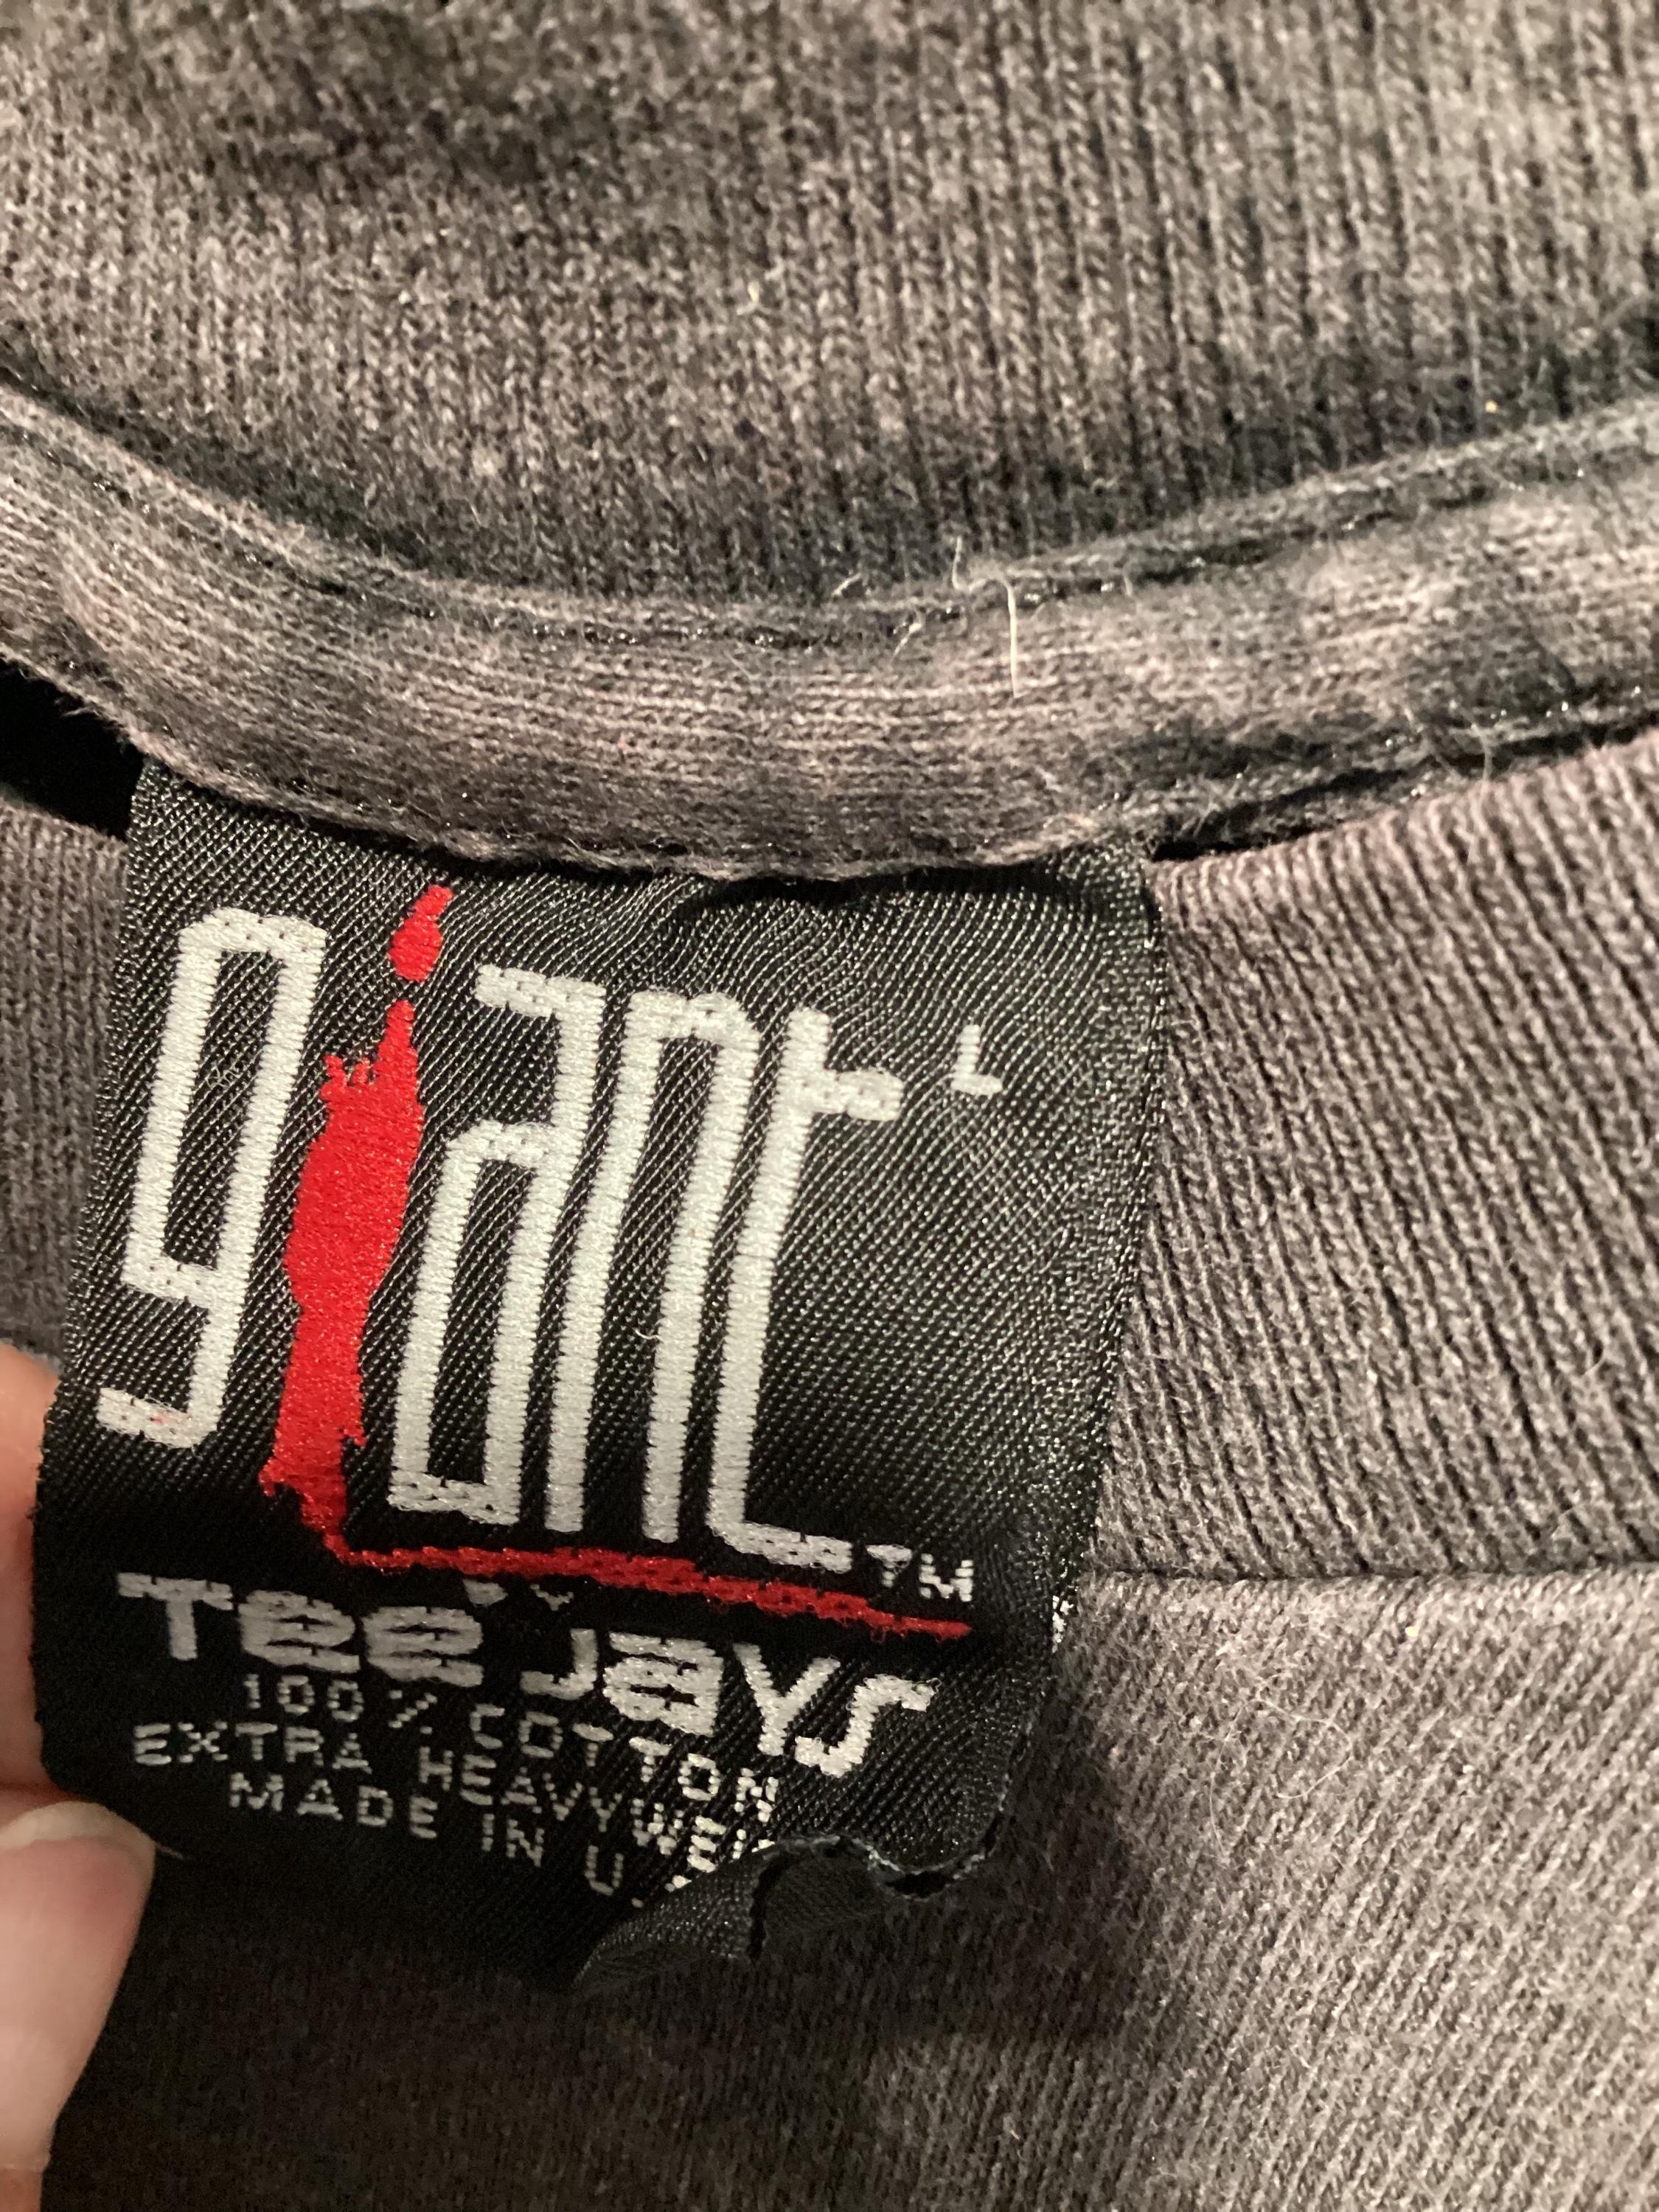 giant L
TM
Tee Jays
100% COTTON
EXTRA HEAVYWEI
MADE IN U.